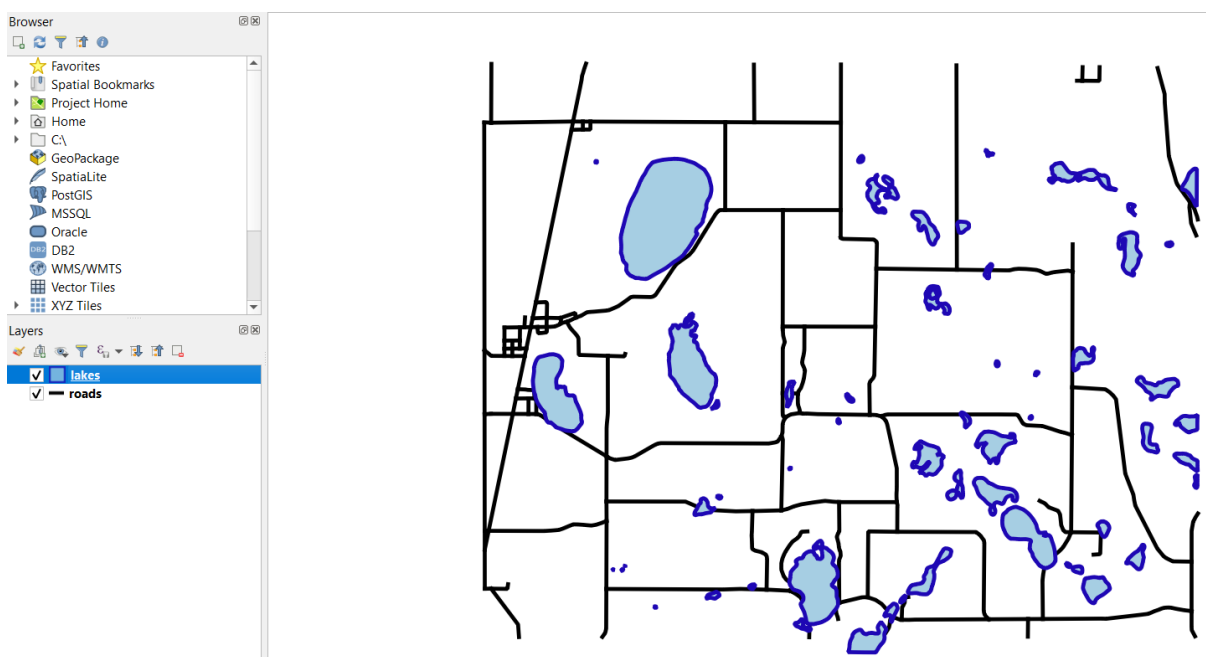 Browser
Favorites
Spatial Bookmarks
Project Home
Home
C:\
GeoPackage
SpatiaLite
PostGIS
MSSQL
Oracle
DB2 DB2
WMS/WMTS
Vector Tiles
XYZ Tiles
Layers
lakes
roads